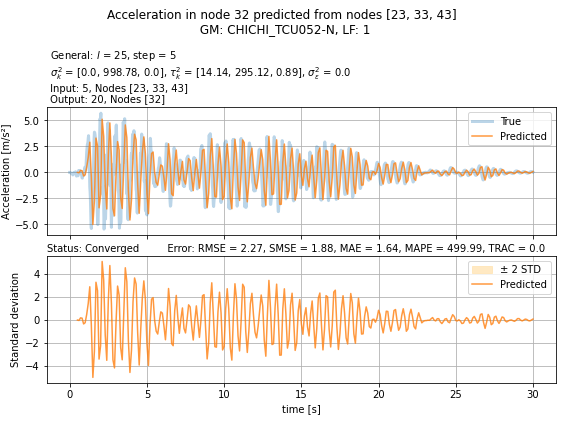 Acceleration in node 32 predicted from nodes [23, 33, 43]
GM: CHICHI_TCU052-N, LF: 1
General: l = 25, step = 5
σ²ₖ = [0.0, 998.78, 0.0], τ²ₖ = [14.14, 295.12, 0.89], σ²ε = 0.0
Input: 5, Nodes [23, 33, 43]
Output: 20, Nodes [32]
Acceleration [m/s²]
5.0
2.5
0.0
−2.5
−5.0
True
Predicted
Status: Converged Error: RMSE = 2.27, SMSE = 1.88, MAE = 1.64, MAPE = 499.99, TRAC = 0.0
Standard deviation
4
2
0
−2
−4
± 2 STD
Predicted
0 5 10 15 20 25 30
time [s]